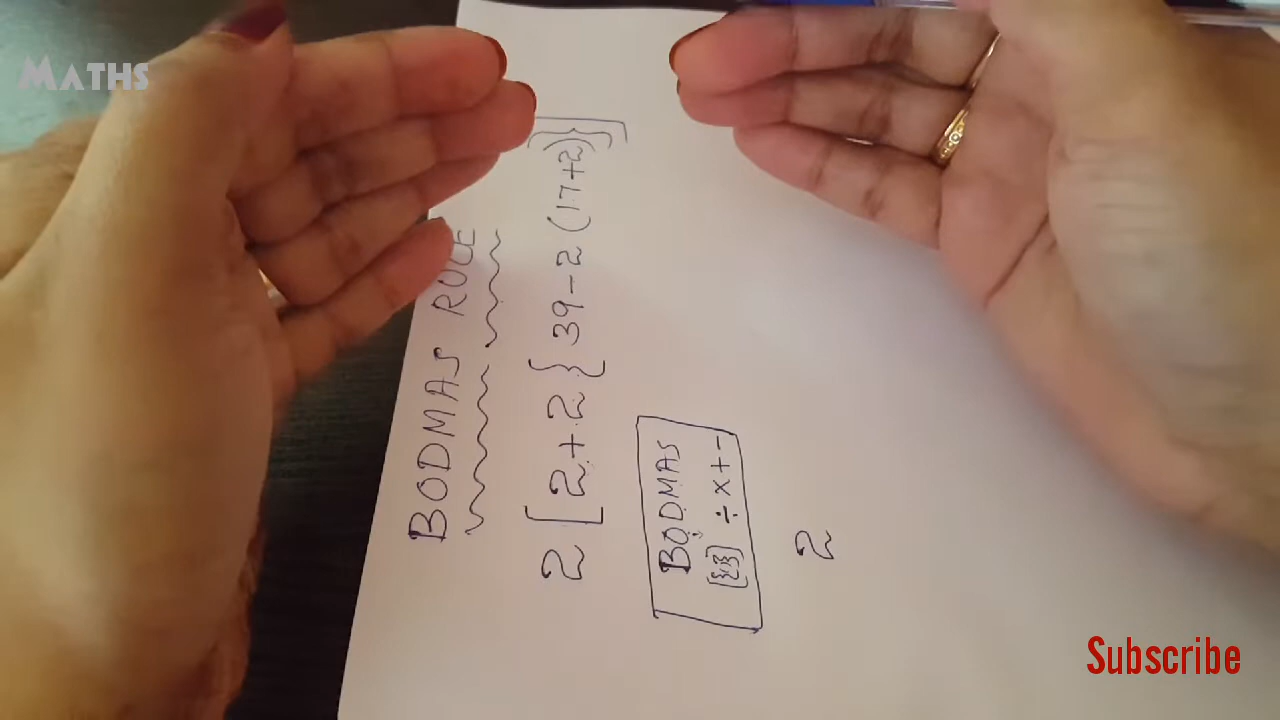 MATHS
BODMAS RULE
2 [ 2 + 2 { 39 - 2 (17+2) } ]
BODMAS
[{()}] ÷ × + -
2
Subscribe